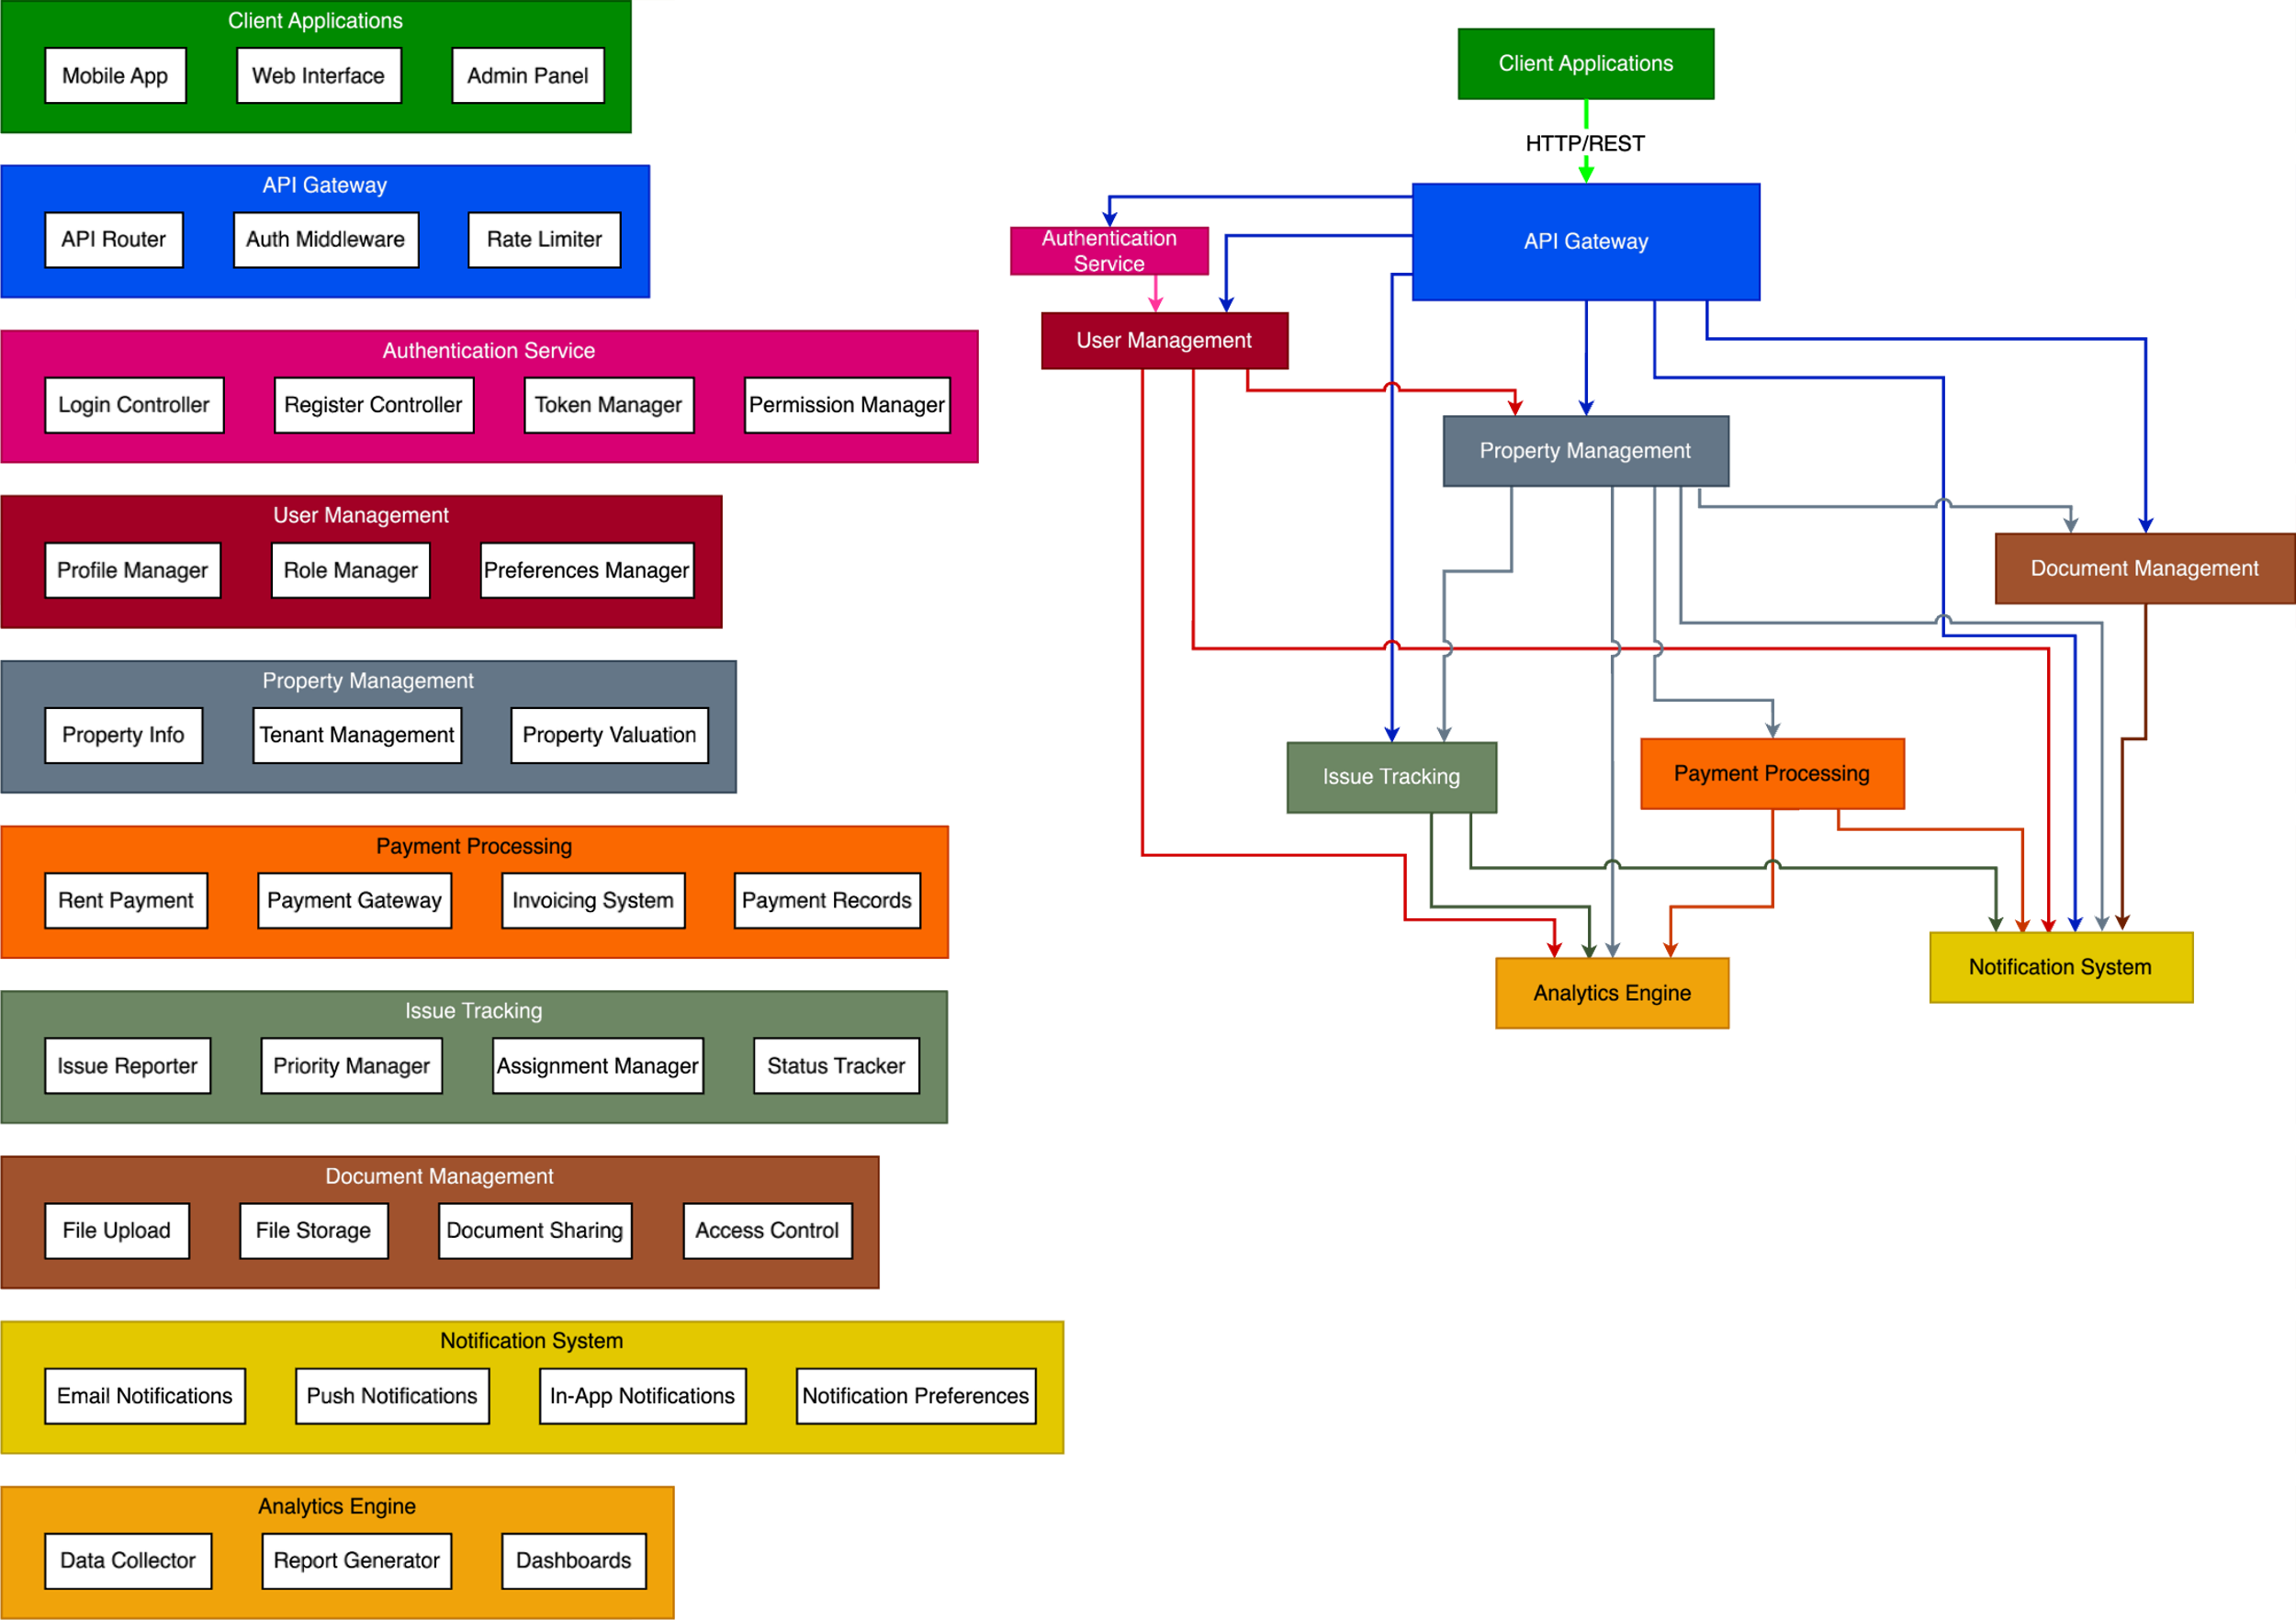 Client Applications
Mobile App
Web Interface
Admin Panel
API Gateway
API Router
Auth Middleware
Rate Limiter
Authentication Service
Login Controller
Register Controller
Token Manager
Permission Manager
User Management
Profile Manager
Role Manager
Preferences Manager
Property Management
Property Info
Tenant Management
Property Valuation
Payment Processing
Rent Payment
Payment Gateway
Invoicing System
Payment Records
Issue Tracking
Issue Reporter
Priority Manager
Assignment Manager
Status Tracker
Document Management
File Upload
File Storage
Document Sharing
Access Control
Notification System
Email Notifications
Push Notifications
In-App Notifications
Notification Preferences
Analytics Engine
Data Collector
Report Generator
Dashboards
Client Applications
HTTP/REST
API Gateway
Authentication
Service
User Management
Property Management
Document Management
Issue Tracking
Payment Processing
Notification System
Analytics Engine